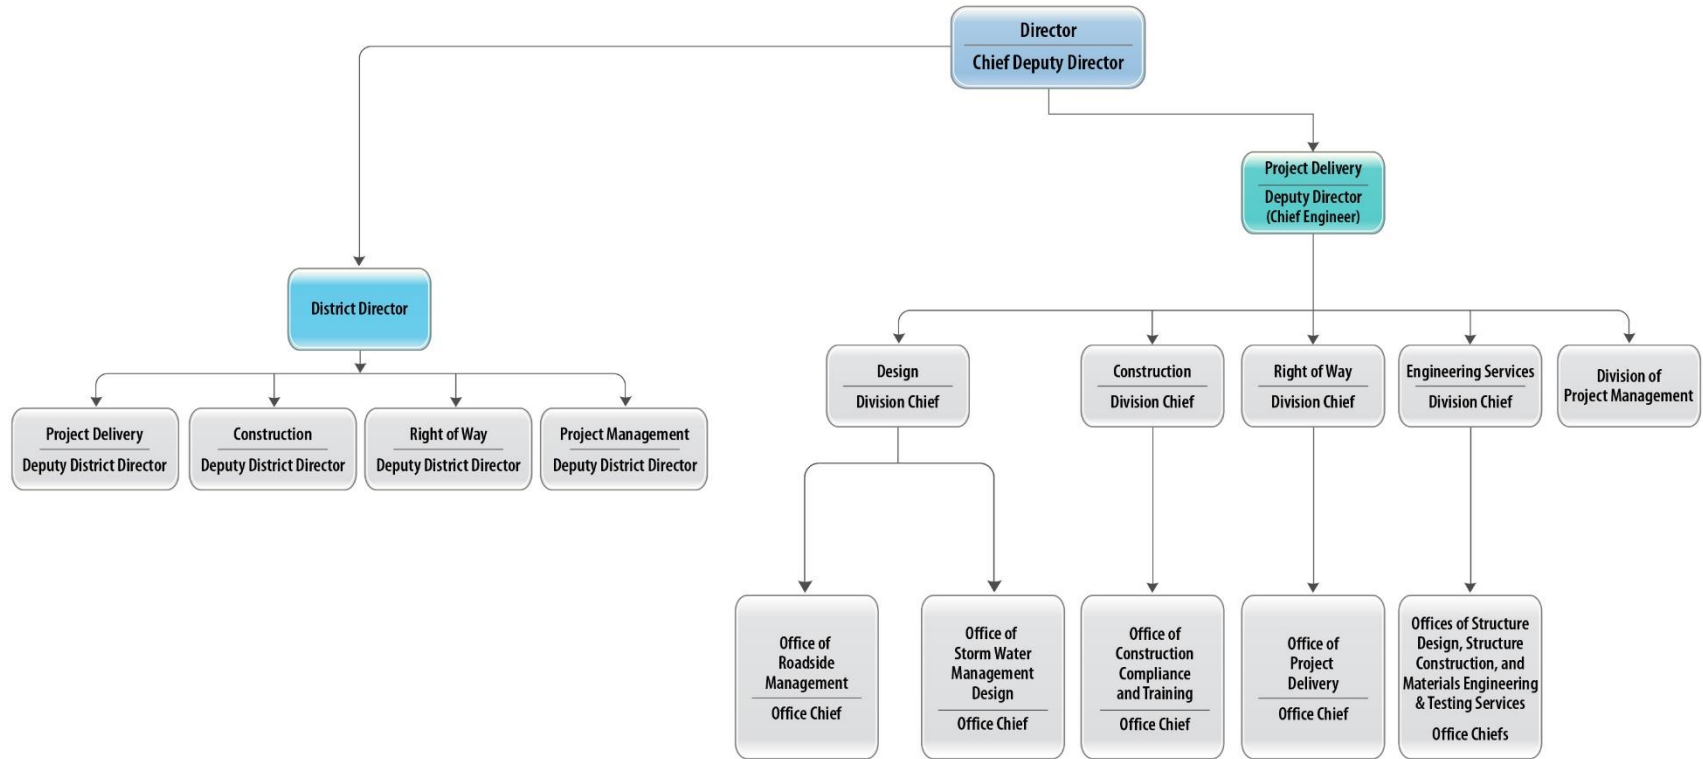 Director
Chief Deputy Director
Project Delivery
Deputy Director
(Chief Engineer)
District Director
Project Delivery
Deputy District Director
Construction
Deputy District Director
Right of Way
Deputy District Director
Project Management
Deputy District Director
Design
Division Chief
Construction
Division Chief
Right of Way
Division Chief
Engineering Services
Division Chief
Division of
Project Management
Office of
Roadside
Management
Office Chief
Office of
Storm Water
Management
Design
Office Chief
Office of
Construction
Compliance
and Training
Office Chief
Office of
Project
Delivery
Office Chief
Offices of Structure
Design, Structure
Construction, and
Materials Engineering
& Testing Services
Office Chiefs